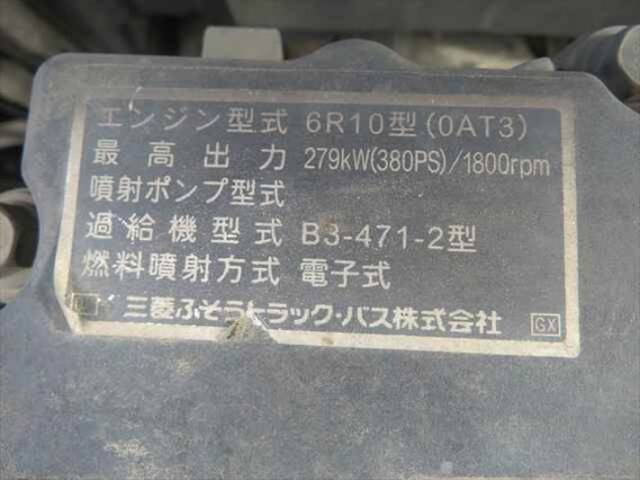 エンジン型式 6R10型(0AT3)
最高出力 279kW(380PS)/1800rpm
噴射ポンプ型式
過給機型式 B3-471-2型
燃料噴射方式 電子式
三菱ふそうトラック・バス株式会社 GX